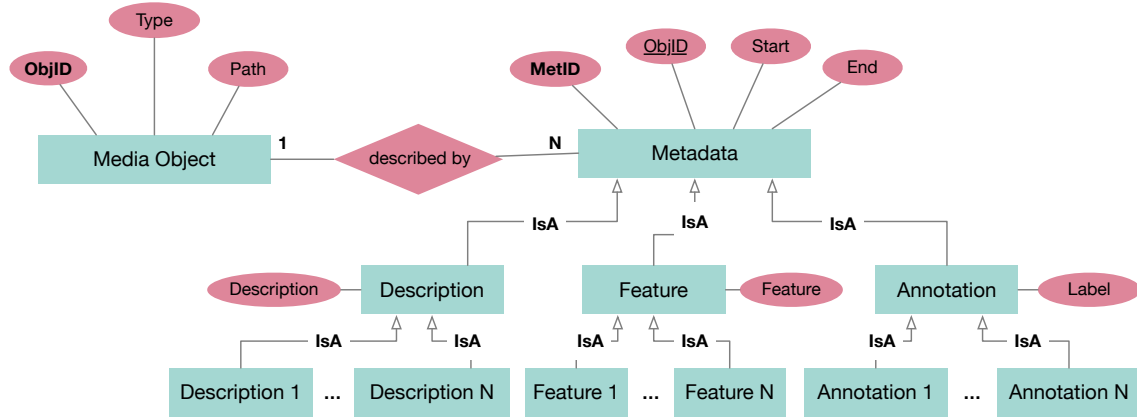 Type
ObjID
Start
ObjID
Path
MetID
End
1
N
Media Object
described by
Metadata
IsA
IsA
IsA
Description
Description
Feature
Feature
Annotation
Label
IsA
IsA
IsA
IsA
IsA
IsA
Description 1
...
Description N
Feature 1
...
Feature N
Annotation 1
...
Annotation N